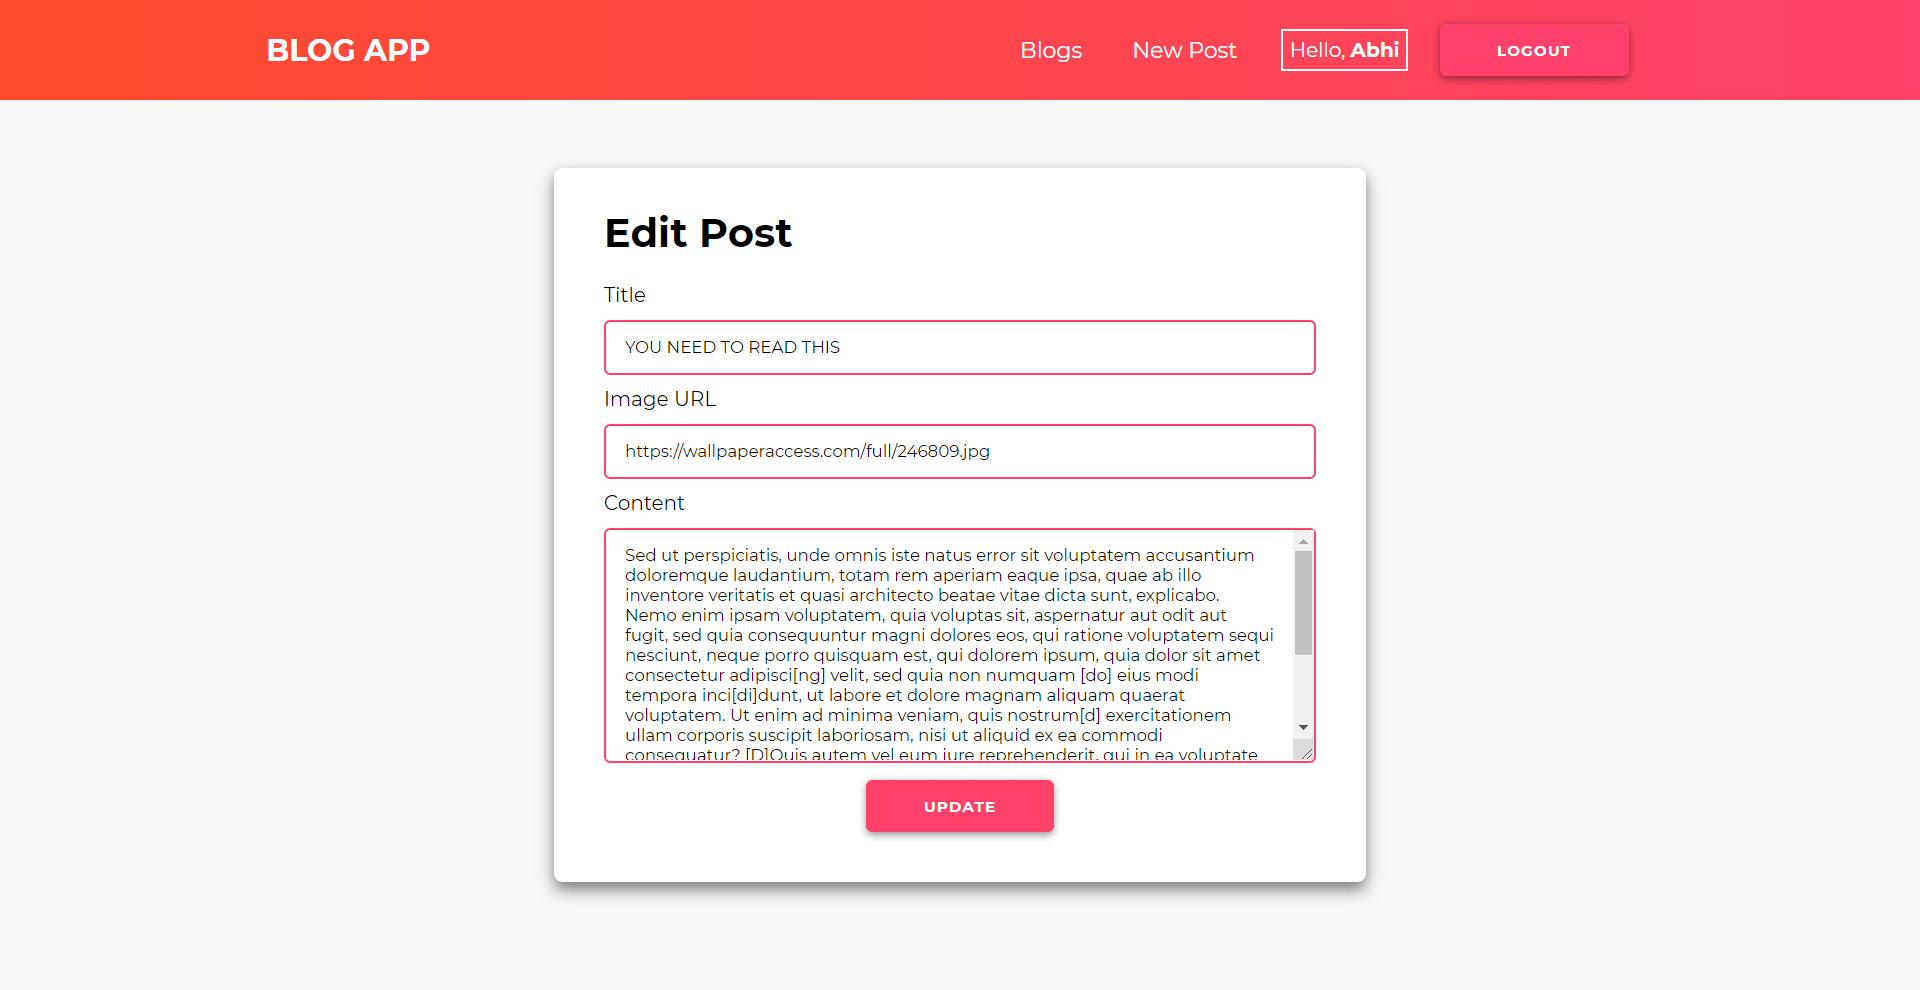 BLOG APP
Blogs
New Post
Hello, Abhi
LOGOUT
Edit Post
Title
YOU NEED TO READ THIS
Image URL
https://wallpaperaccess.com/full/246809.jpg
Content
Sed ut perspiciatis, unde omnis iste natus error sit voluptatem accusantium
doloremque laudantium, totam rem aperiam eaque ipsa, quae ab illo
inventore veritatis et quasi architecto beatae vitae dicta sunt, explicabo.
Nemo enim ipsam voluptatem, quia voluptas sit, aspernatur aut odit aut
fugit, sed quia consequuntur magni dolores eos, qui ratione voluptatem sequi
nesciunt, neque porro quisquam est, qui dolorem ipsum, quia dolor sit amet
consectetur adipisci[ng] velit, sed quia non numquam [do] eius modi
tempora inci[di]dunt, ut labore et dolore magnam aliquam quaerat
voluptatem. Ut enim ad minima veniam, quis nostrum[d] exercitationem
ullam corporis suscipit laboriosam, nisi ut aliquid ex ea commodi
consequatur? [D]Quis autem vel eum iure reprehenderit, qui in ea voluptate
UPDATE